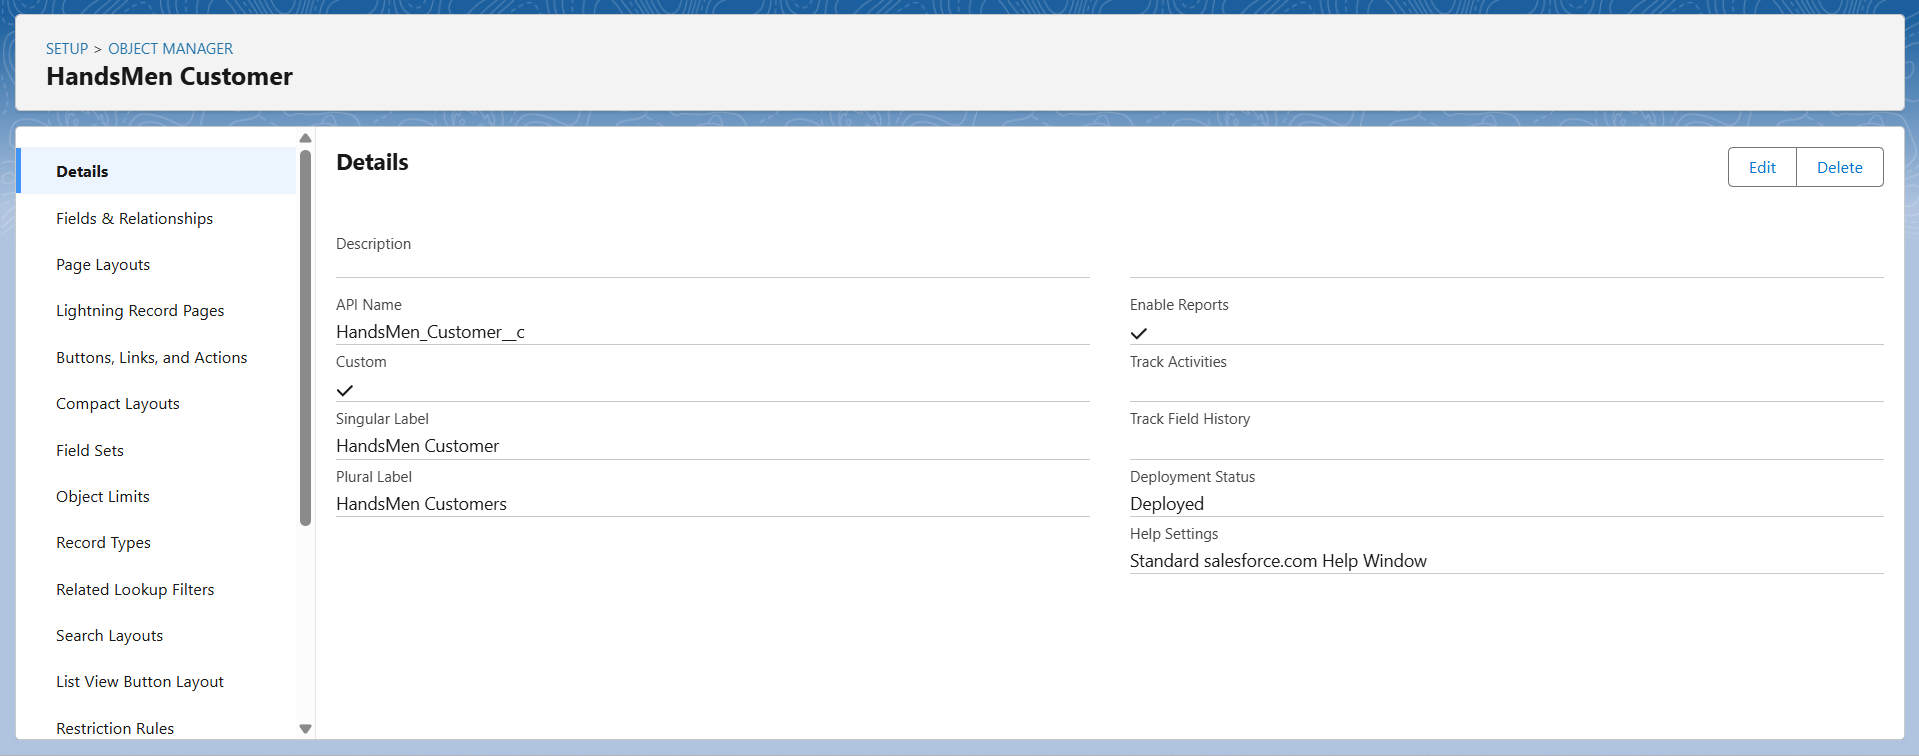 SETUP > OBJECT MANAGER
HandsMen Customer
Details
Fields & Relationships
Page Layouts
Lightning Record Pages
Buttons, Links, and Actions
Compact Layouts
Field Sets
Object Limits
Record Types
Related Lookup Filters
Search Layouts
List View Button Layout
Restriction Rules
Details
Edit
Delete
Description
API Name
HandsMen_Customer__c
Custom
Singular Label
HandsMen Customer
Plural Label
HandsMen Customers
Enable Reports
Track Activities
Track Field History
Deployment Status
Deployed
Help Settings
Standard salesforce.com Help Window